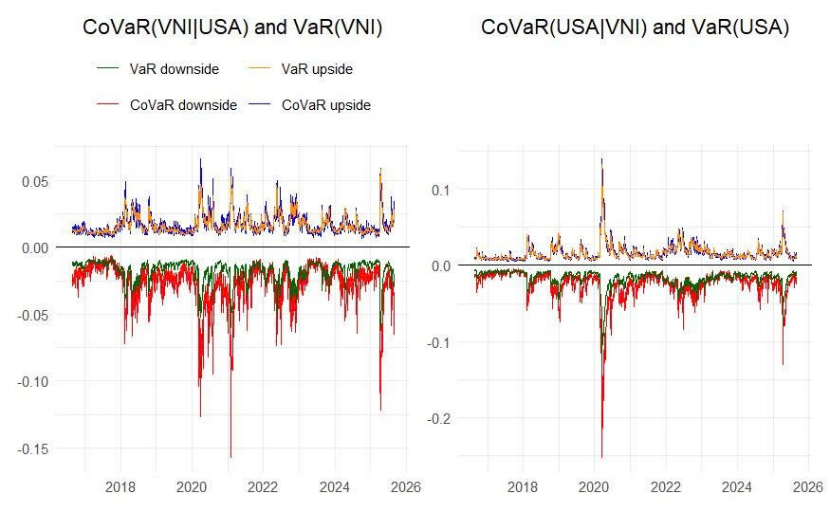 CoVaR(VNI|USA) and VaR(VNI)
CoVaR(USA|VNI) and VaR(USA)
VaR downside
VaR upside
CoVaR downside
CoVaR upside
0.05
0.00
-0.05
-0.10
-0.15
2018 2020 2022 2024 2026
0.1
0.0
-0.1
-0.2
2018 2020 2022 2024 2026